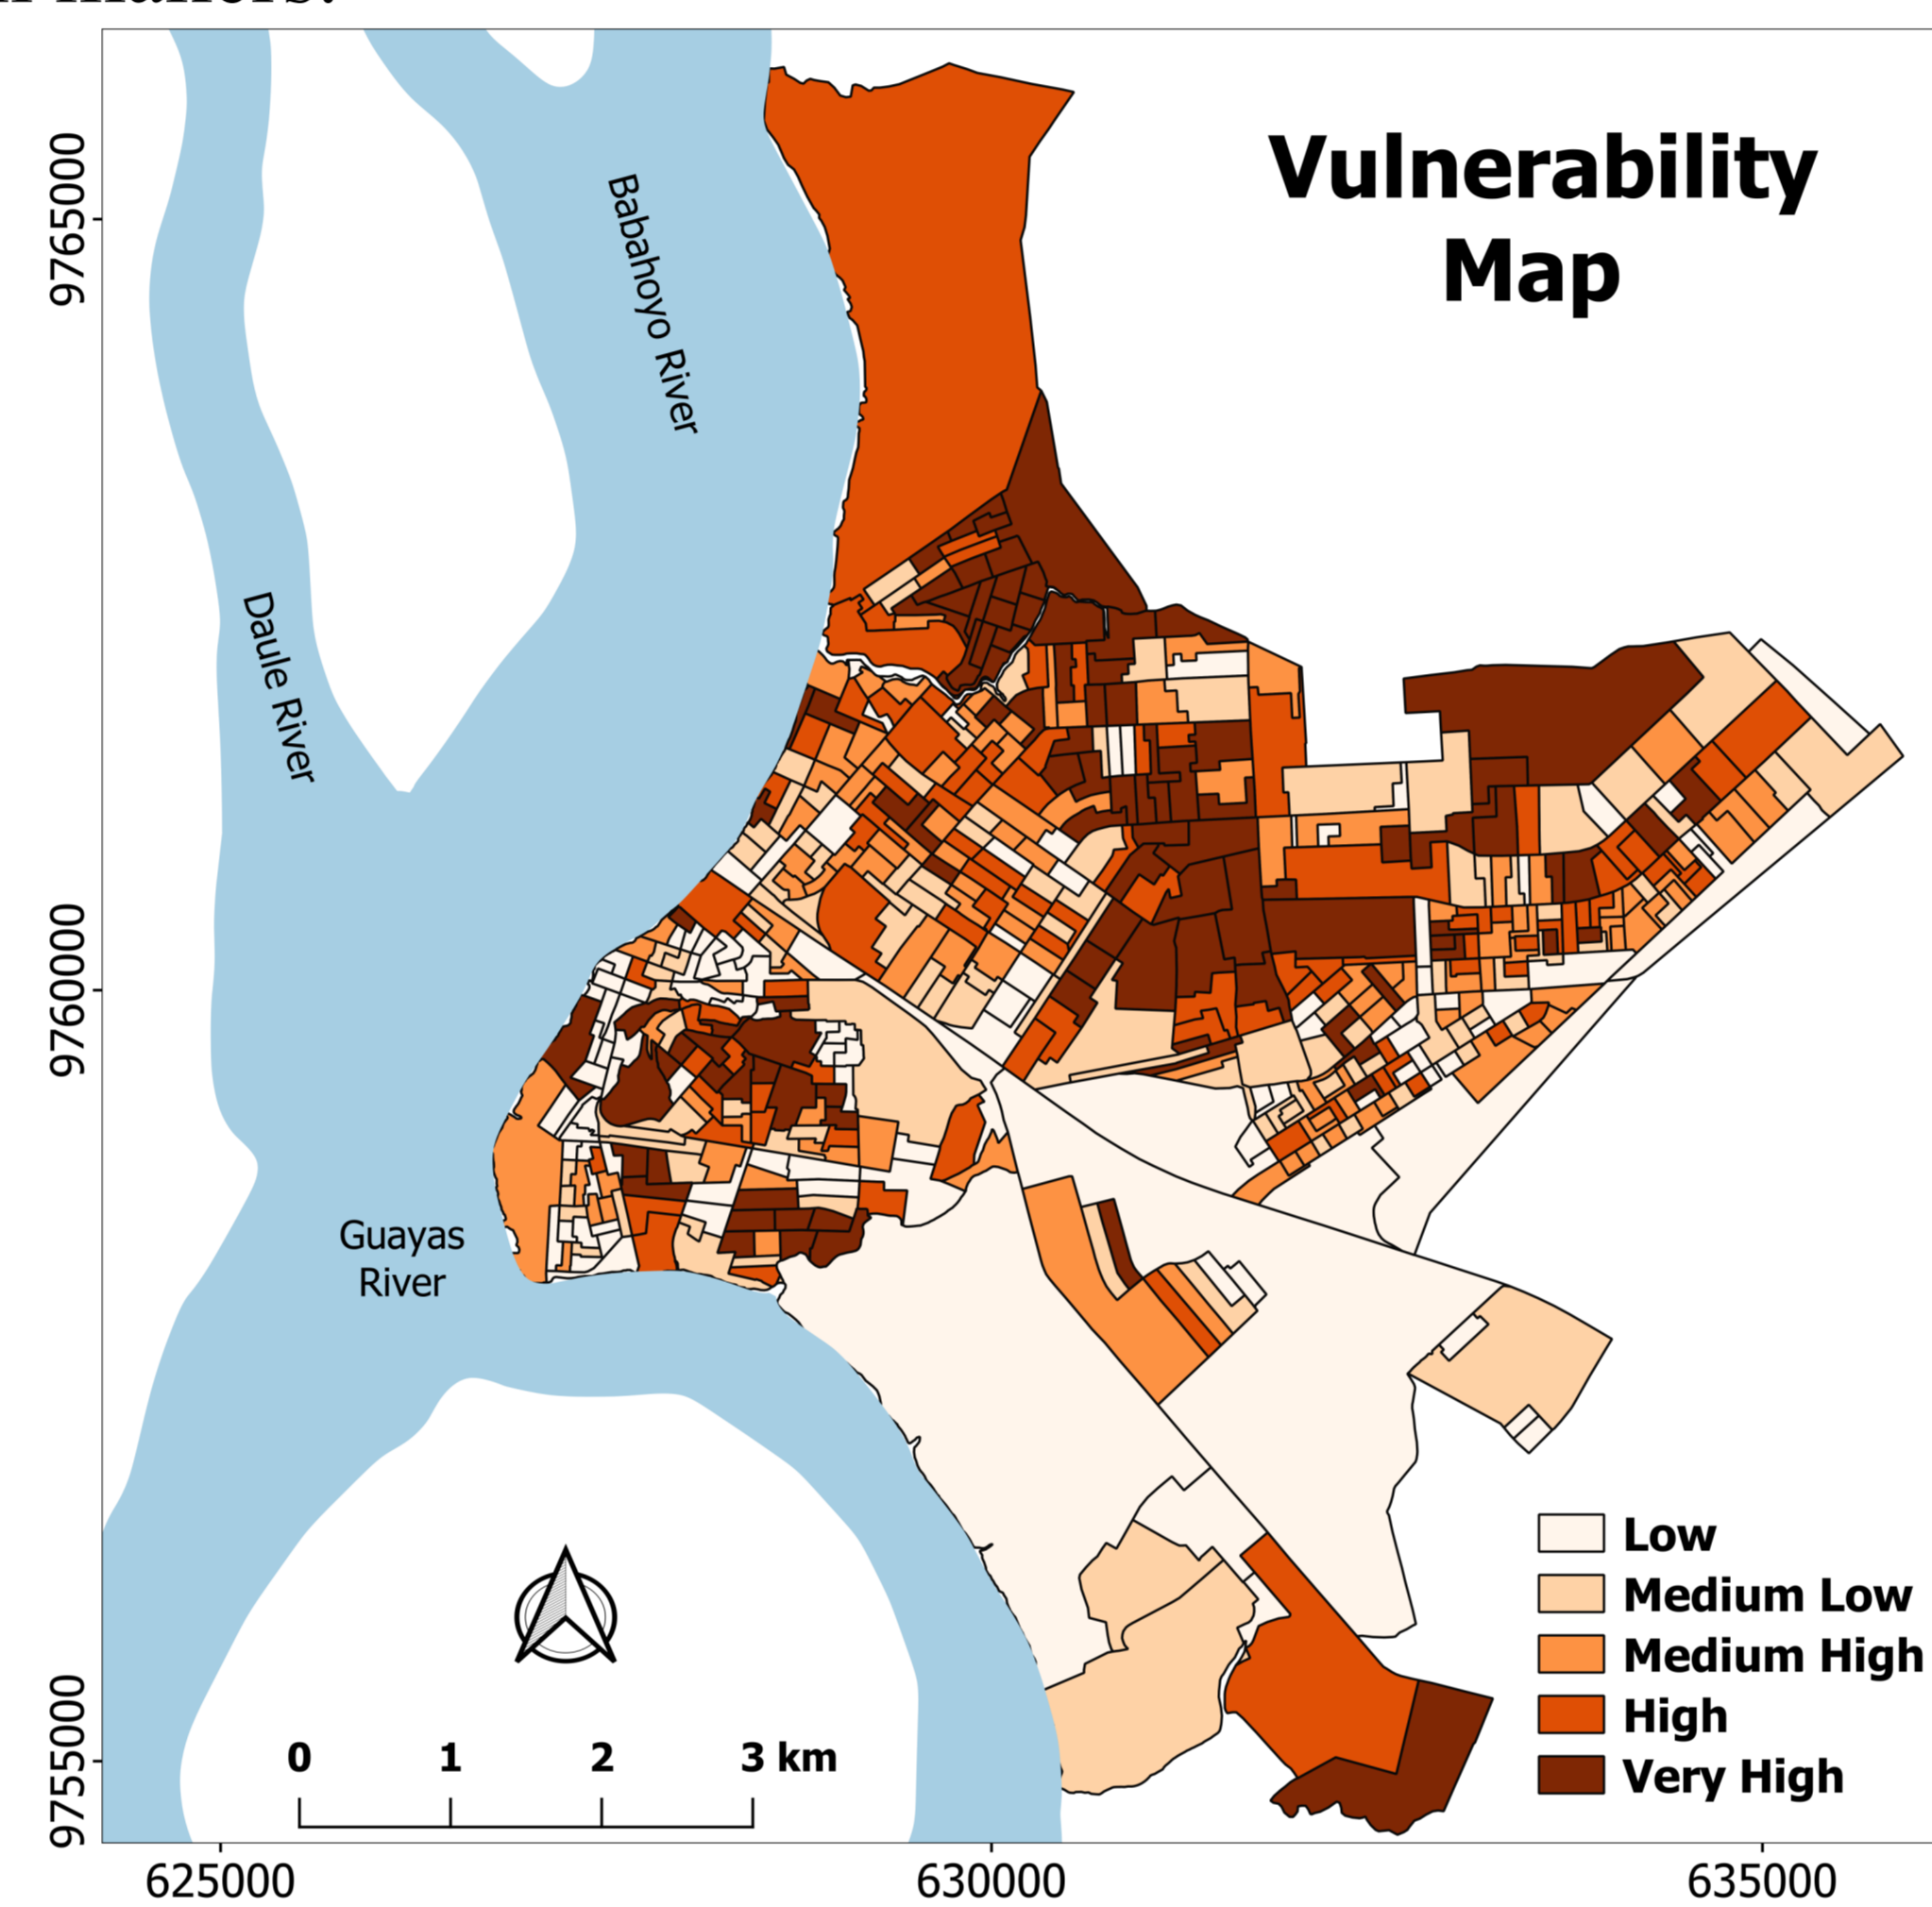 Vulnerability
Map
9765000
9760000
9755000
Babahoyo River
Daule River
Guayas
River
Low
Medium Low
Medium High
High
Very High
0 1 2 3 km
625000 630000 635000